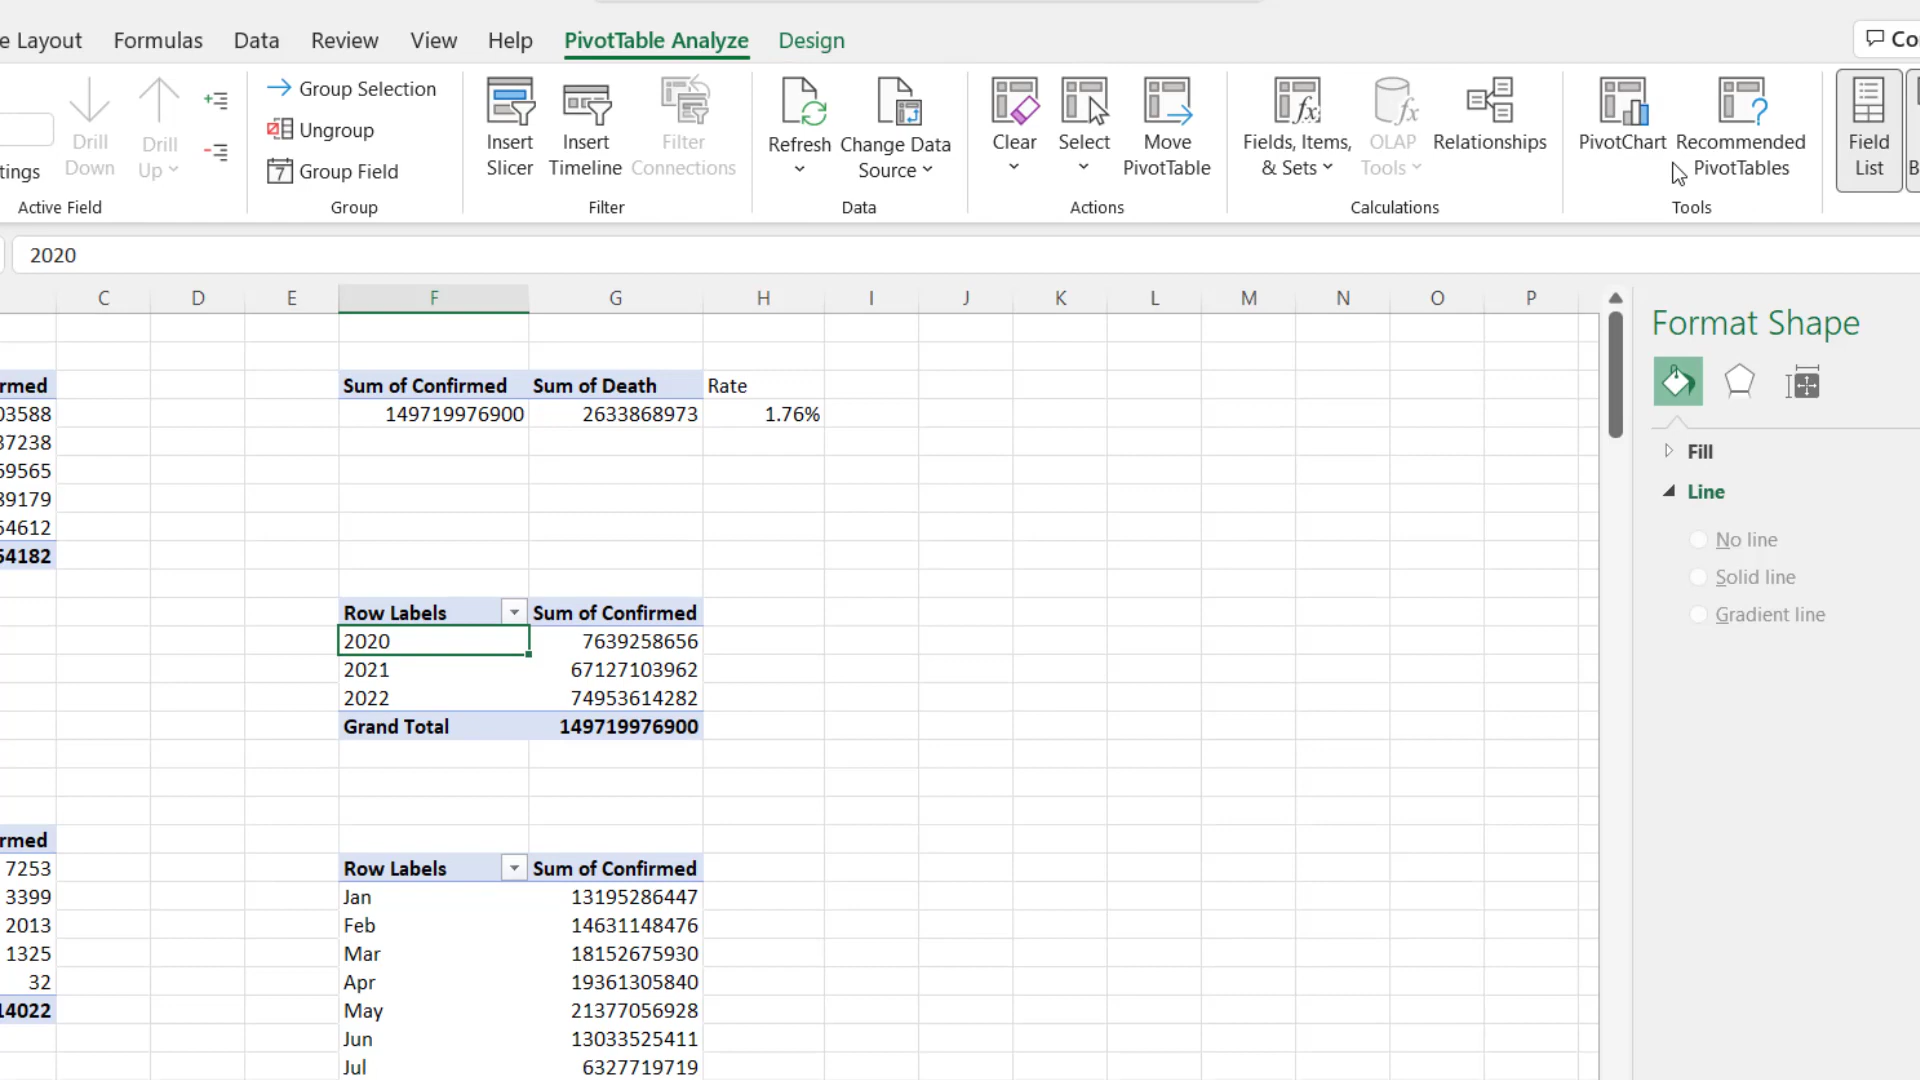 e Layout Formulas Data Review View Help PivotTable Analyze Design Co
Drill Down
Drill Up
tings
Active Field
Group Selection
Ungroup
7 Group Field
Group
Insert Slicer
Insert Timeline
Filter Connections
Filter
Refresh
Change Data Source
Data
Clear
Select
Move PivotTable
Actions
Fields, Items, & Sets
OLAP Tools
Relationships
Calculations
PivotChart
Recommended PivotTables
Tools
Field List
B
2020
C D E F G H I J K L M N O P
rmed Sum of Confirmed Sum of Death Rate
03588 149719976900 2633868973 1.76%
37238
59565
39179
54612
54182
Row Labels Sum of Confirmed
2020 7639258656
2021 67127103962
2022 74953614282
Grand Total 149719976900
rmed
7253 Row Labels Sum of Confirmed
3399 Jan 13195286447
2013 Feb 14631148476
1325 Mar 18152675930
32 Apr 19361305840
14022 May 21377056928
Jun 13033525411
Jul 6327719719
Format Shape
Fill
Line
No line
Solid line
Gradient line